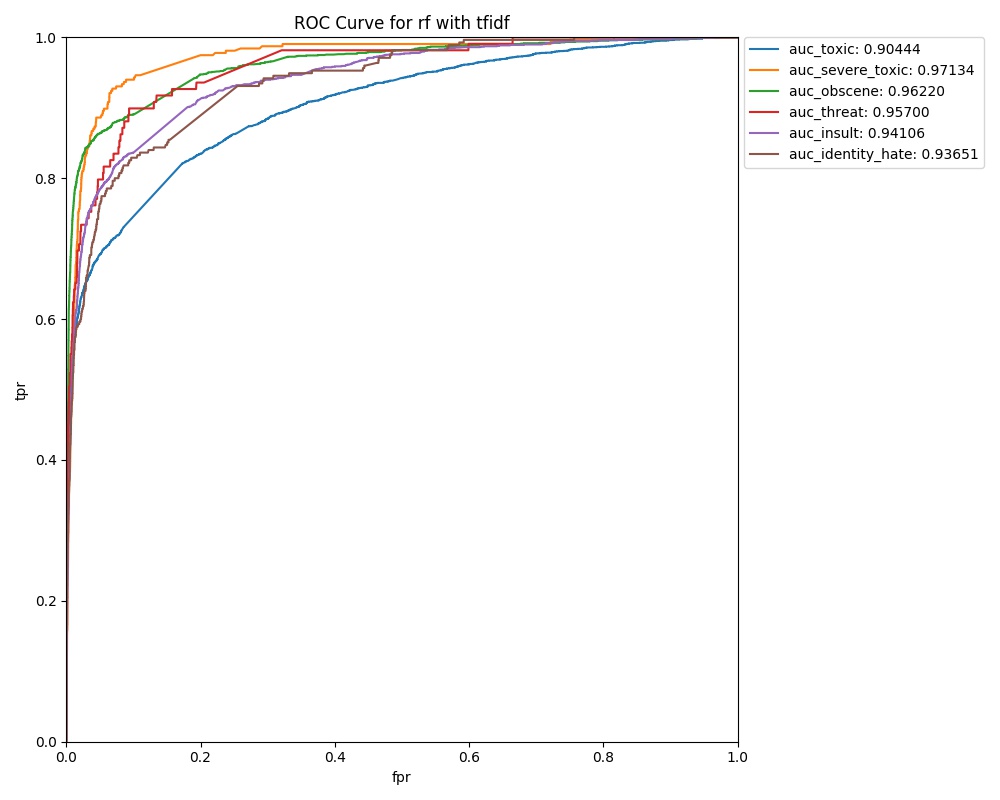 ROC Curve for rf with tfidf
auc_toxic: 0.90444
auc_severe_toxic: 0.97134
auc_obscene: 0.96220
auc_threat: 0.95700
auc_insult: 0.94106
auc_identity_hate: 0.93651
tpr
1.0
0.8
0.6
0.4
0.2
0.0
0.0 0.2 0.4 0.6 0.8 1.0
fpr